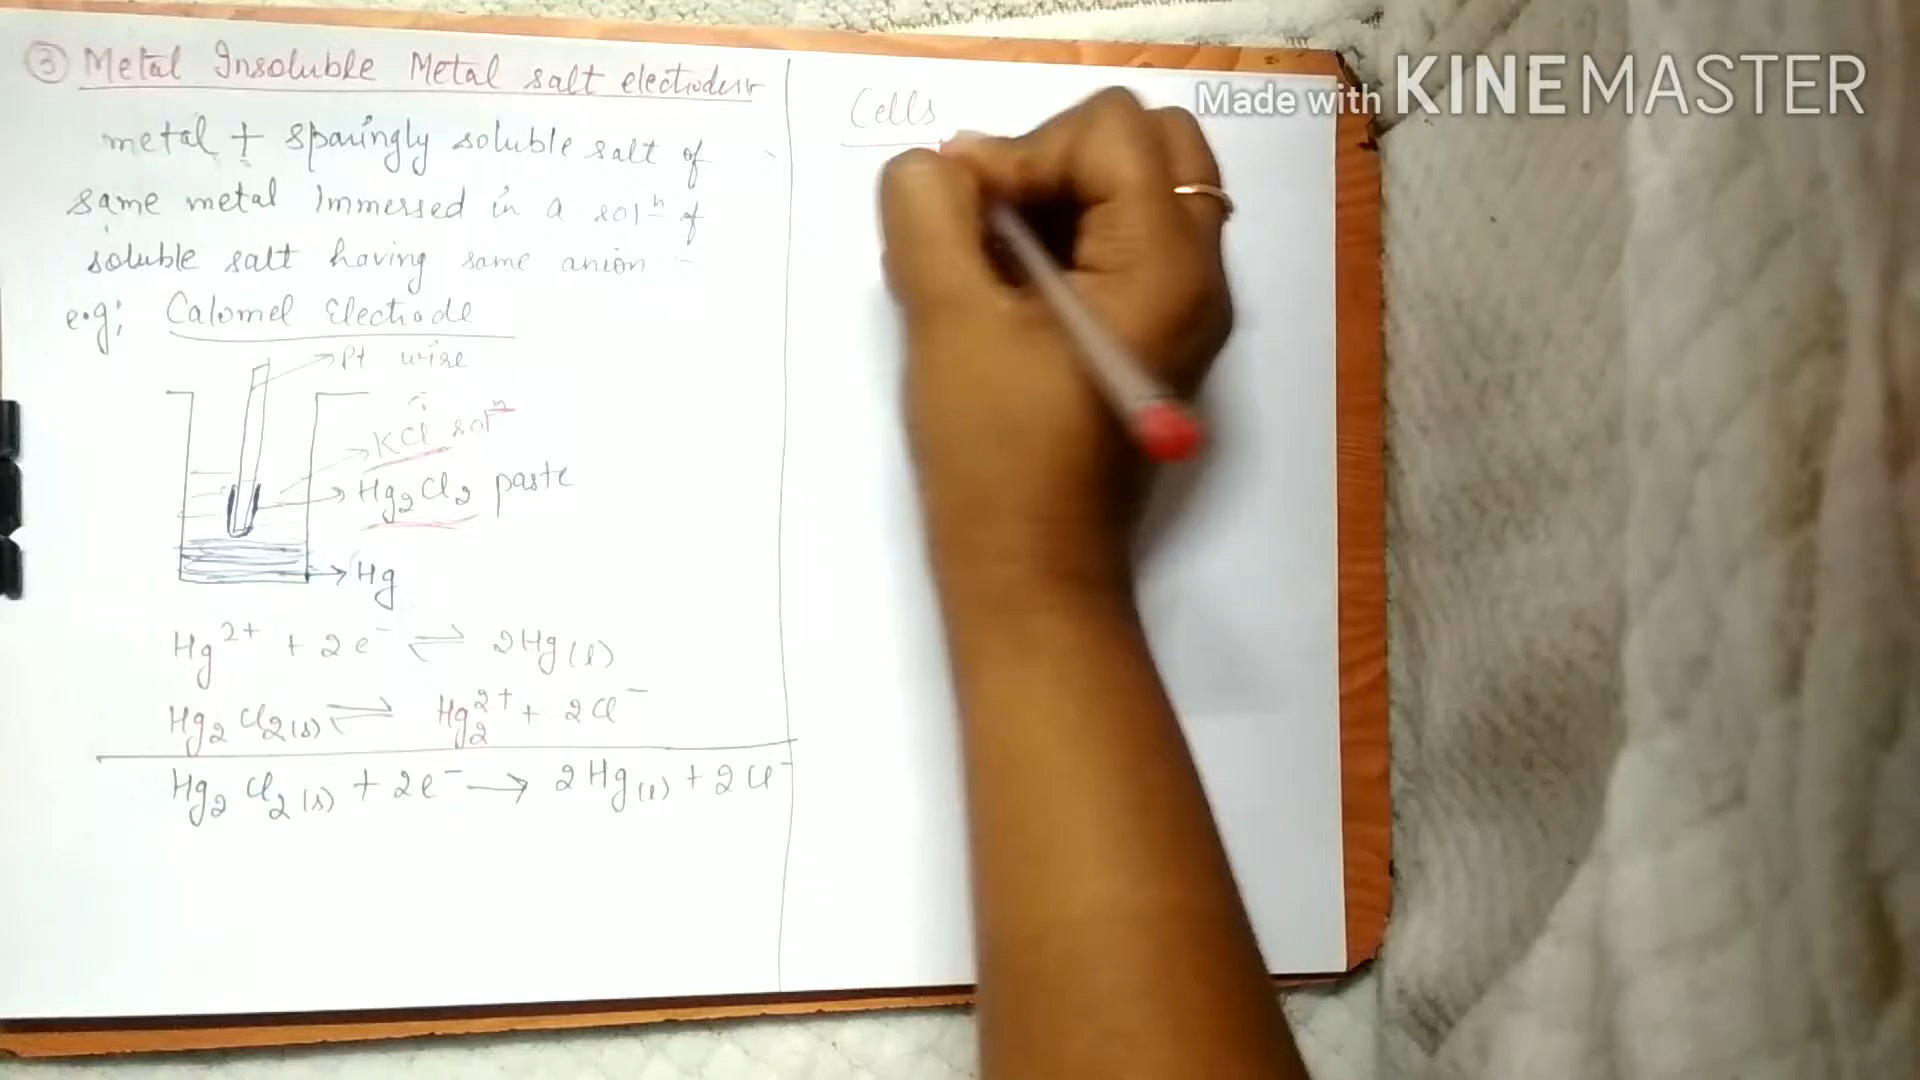 ③ Metal Insoluble Metal salt electrodes:-
metal + sparingly soluble salt of
same metal immersed in a solⁿ of
soluble salt having same anion -
e.g; Calomel Electrode
→ Pt wire
→ KCl solⁿ
→ Hg₂Cl₂ paste
→ Hg
Hg²⁺ + 2e⁻ ⇌ 2Hg(l)
Hg₂Cl₂(s) ⇌ Hg₂²⁺ + 2Cl⁻
Hg₂Cl₂(s) + 2e⁻ → 2Hg(l) + 2Cl⁻
Cells
Made with KINEMASTER